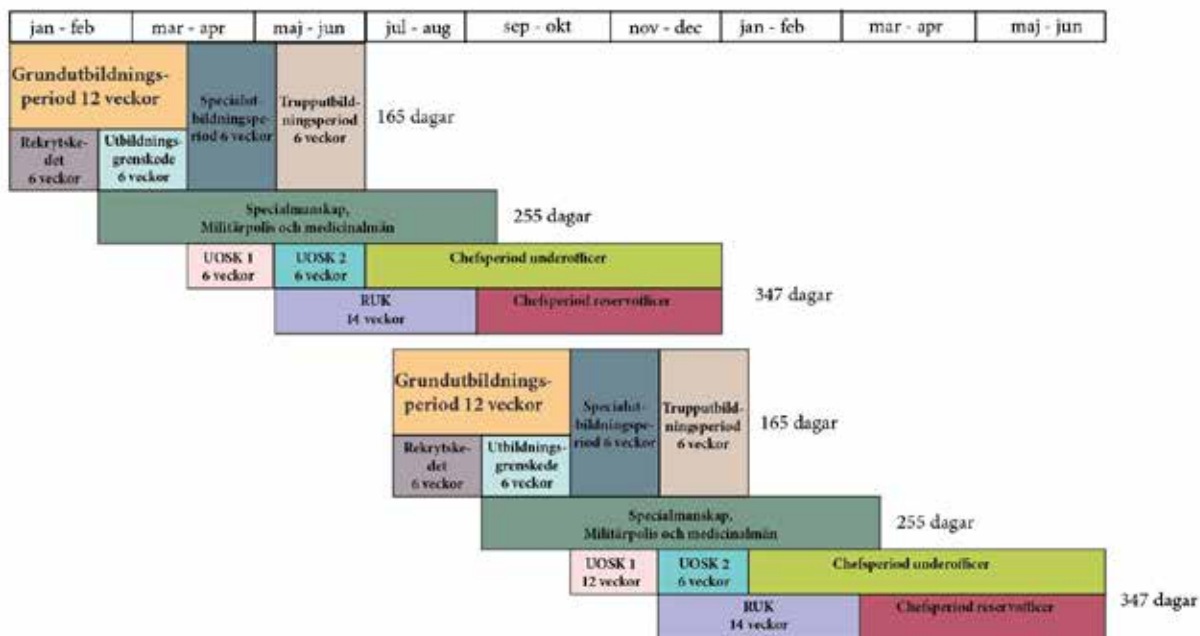 jan - feb
mar - apr
maj - jun
jul - aug
sep - okt
nov - dec
jan - feb
mar - apr
maj - jun
Grundutbildnings-
period 12 veckor
Specialut-
bildningspe-
riod 6 veckor
Trupputbild-
ningsperiod
6 veckor
165 dagar
Rekrytske-
det
6 veckor
Utbildnings-
grenskede
6 veckor
Specialmanskap,
Militärpolis och medicinalmän
255 dagar
UOSK 1
6 veckor
UOSK 2
6 veckor
Chefsperiod underofficer
RUK
14 veckor
Chefsperiod reservofficer
347 dagar
Grundutbildnings-
period 12 veckor
Specialut-
bildningspe-
riod 6 veckor
Trupputbild-
ningsperiod
6 veckor
165 dagar
Rekrytske-
det
6 veckor
Utbildnings-
grenskede
6 veckor
Specialmanskap,
Militärpolis och medicinalmän
255 dagar
UOSK 1
12 veckor
UOSK 2
6 veckor
Chefsperiod underofficer
RUK
14 veckor
Chefsperiod reservofficer
347 dagar